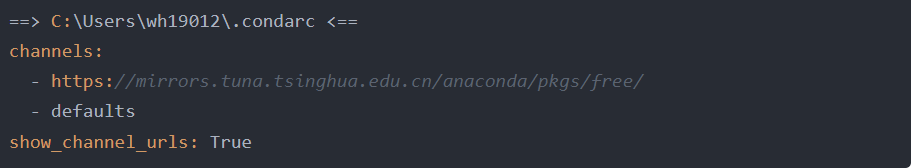 ==> C:\Users\wh19012\.condarc <==
channels:
  - https://mirrors.tuna.tsinghua.edu.cn/anaconda/pkgs/free/
  - defaults
show_channel_urls: True